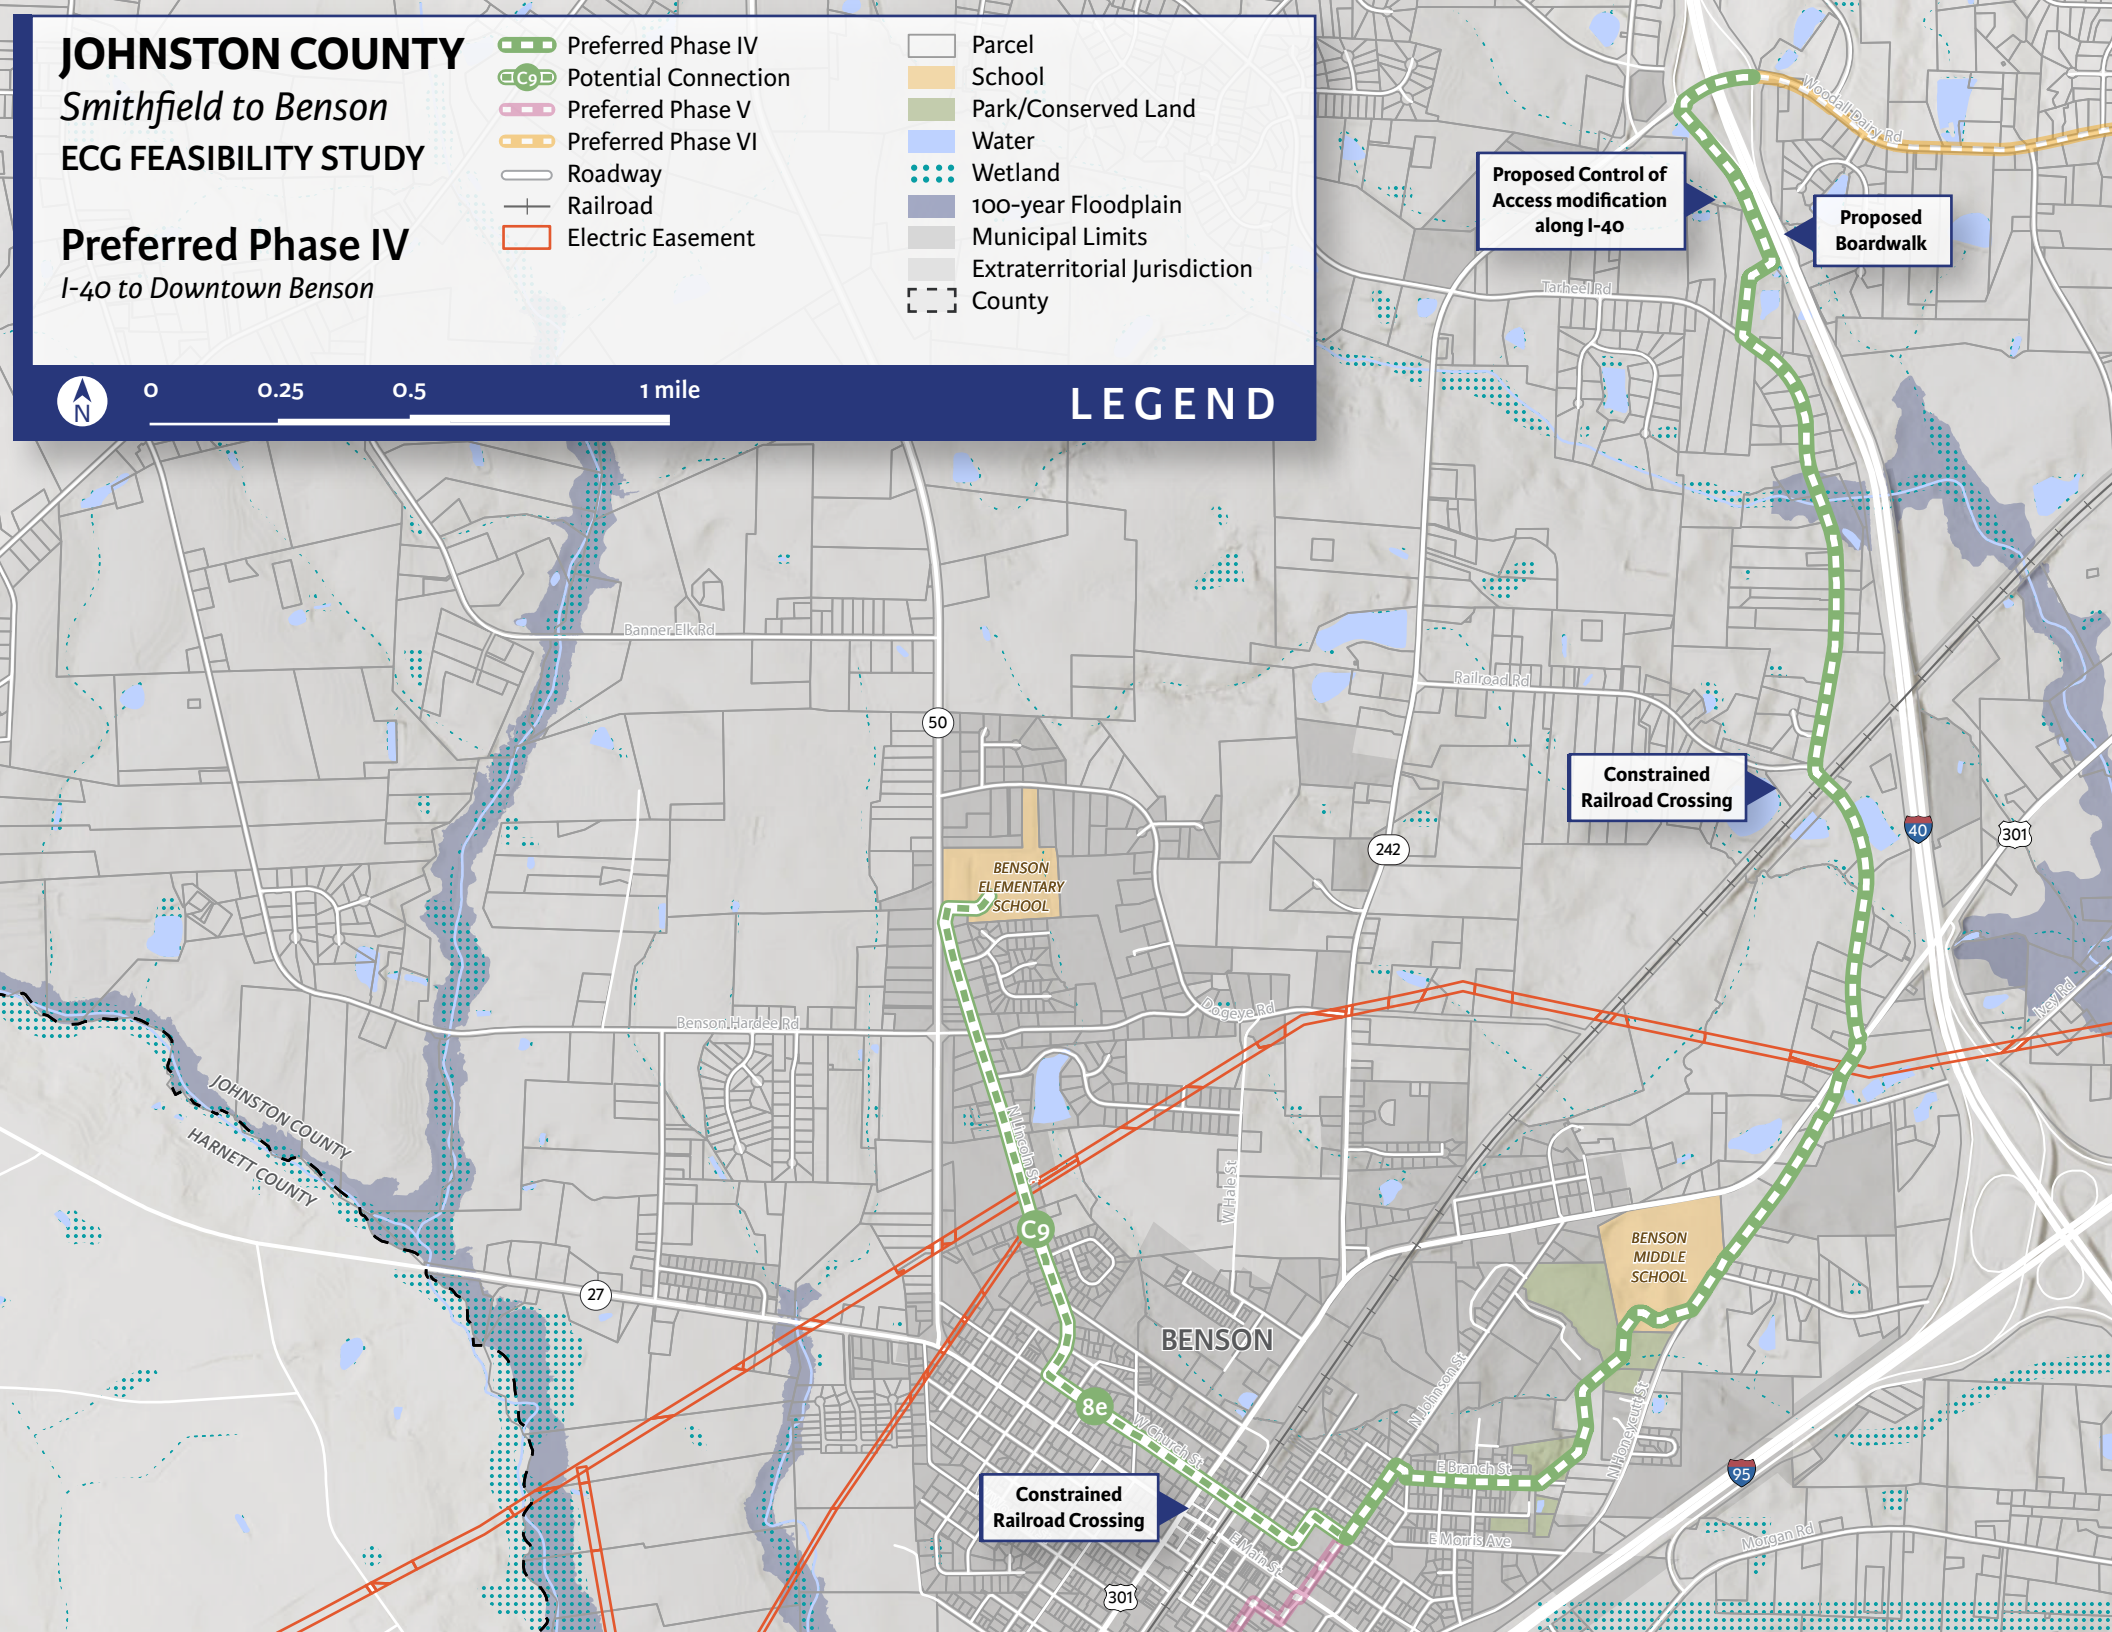 JOHNSTON COUNTY
Smithfield to Benson
ECG FEASIBILITY STUDY
Preferred Phase IV
I-40 to Downtown Benson
Preferred Phase IV
C9
Potential Connection
Preferred Phase V
Preferred Phase VI
Roadway
Railroad
Electric Easement
Parcel
School
Park/Conserved Land
Water
Wetland
100-year Floodplain
Municipal Limits
Extraterritorial Jurisdiction
County
N
0 0.25 0.5 1 mile
LEGEND
Woodall Dairy Rd
Proposed Control of
Access modification
along I-40
Proposed
Boardwalk
Tarheel Rd
Banner Elk Rd
Railroad Rd
50
Constrained
Railroad Crossing
40
301
242
BENSON
ELEMENTARY
SCHOOL
Dogeye Rd
Ivey Rd
Benson Hardee Rd
JOHNSTON COUNTY
HARNETT COUNTY
N Lincoln St
W Hale St
C9
BENSON
MIDDLE
SCHOOL
27
BENSON
8e
W Church St
N Johnson St
N Honeycutt St
E Branch St
95
Constrained
Railroad Crossing
E Main St
E Morris Ave
Morgan Rd
301